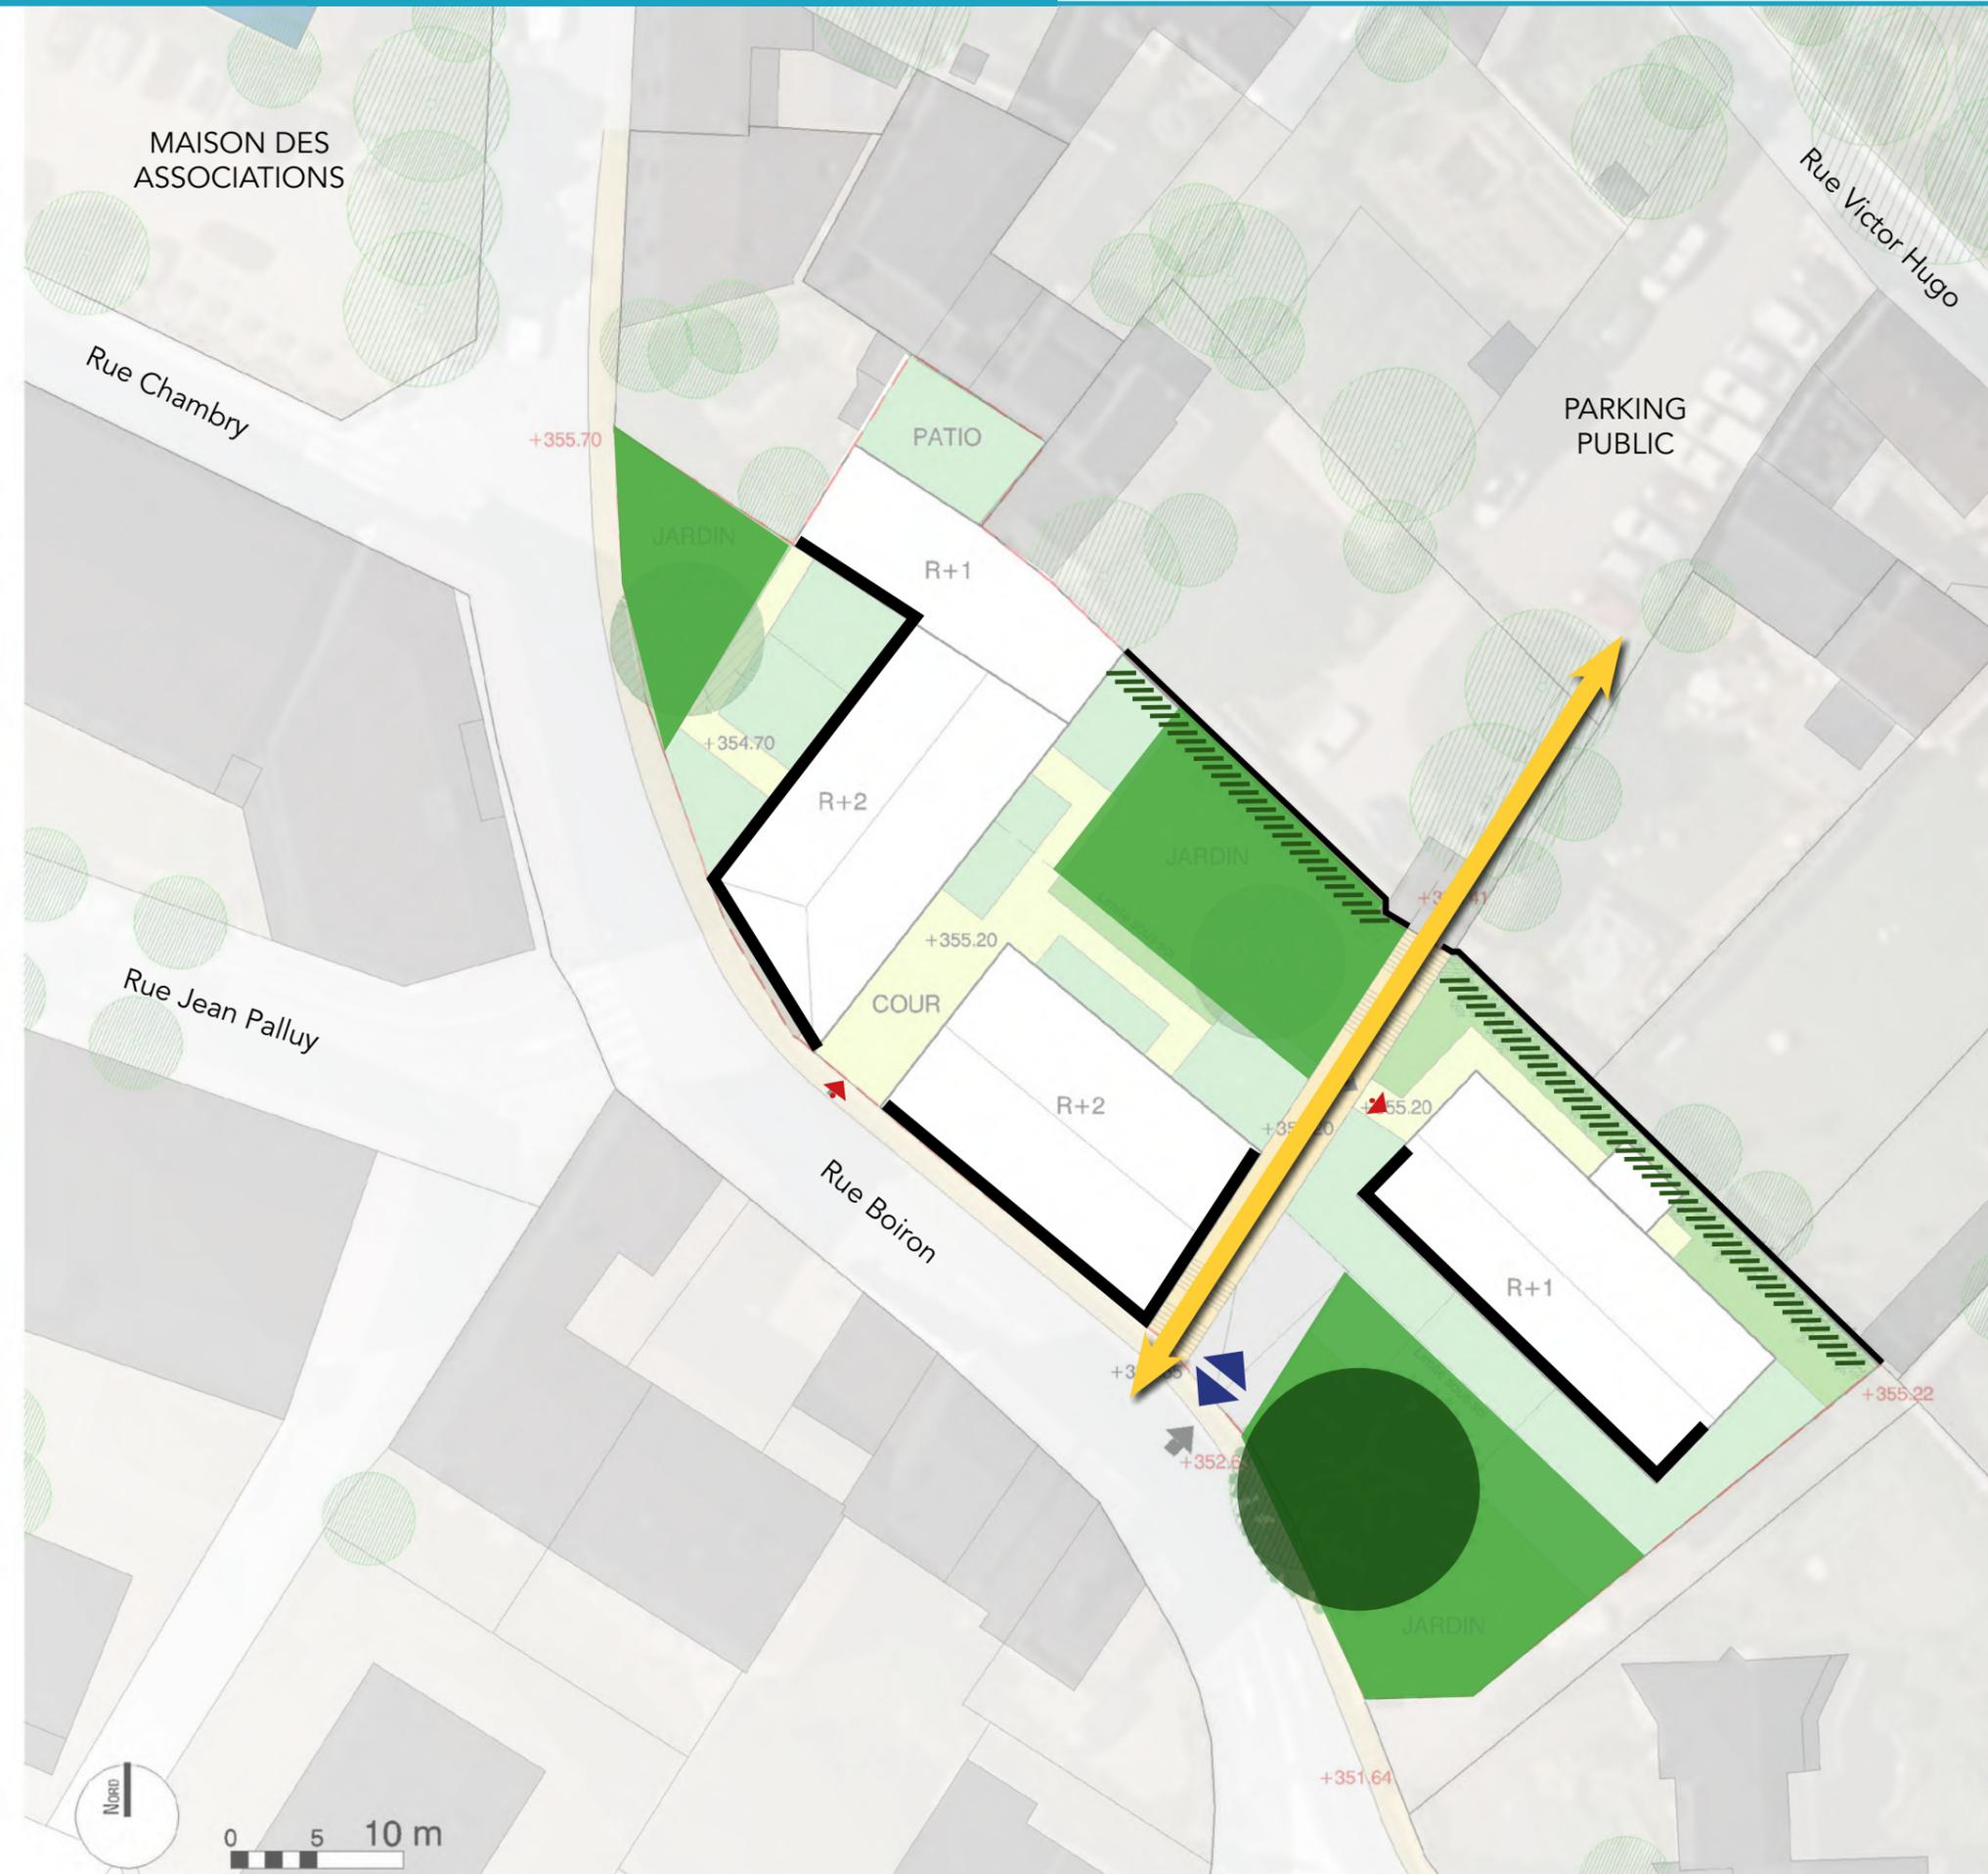 MAISON DES
ASSOCIATIONS
Rue Victor Hugo
Rue Chambry
PARKING
PUBLIC
+355.70
PATIO
JARDIN
R+1
+354.70
R+2
JARDIN
+355.20
COUR
Rue Jean Palluy
R+2
Rue Boiron
R+1
+355.22
JARDIN
+351.64
NORD
0 5 10 m